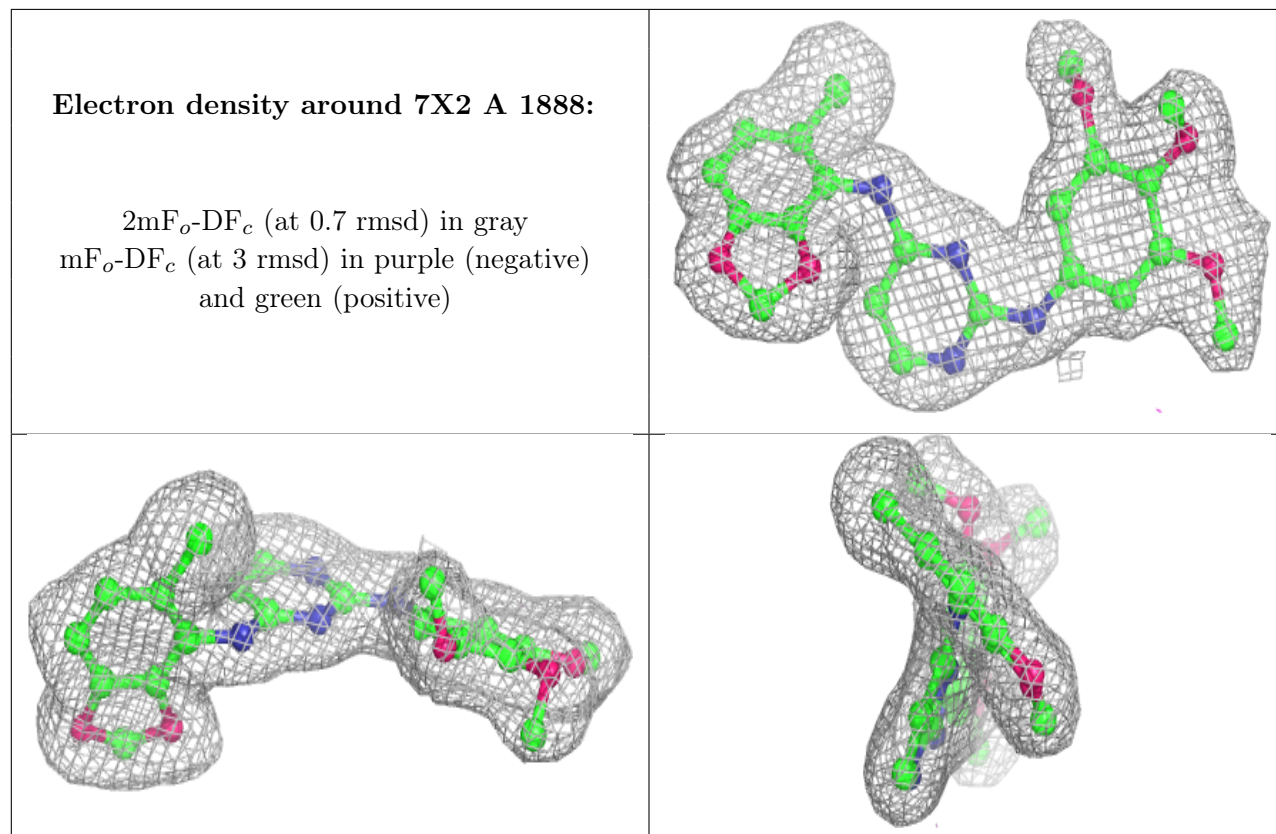 Electron density around 7X2 A 1888:
2mFo-DFc (at 0.7 rmsd) in gray
mFo-DFc (at 3 rmsd) in purple (negative)
and green (positive)